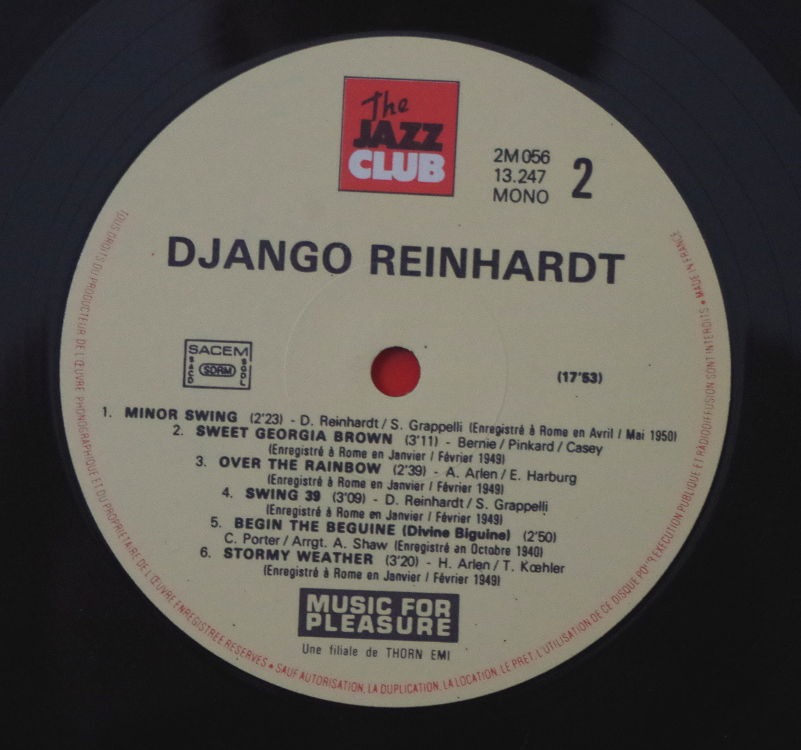 The
JAZZ
CLUB
2M 056
13.247
MONO
2
DJANGO REINHARDT
SACEM
SACD
SDRM
SGDL
(17'53)
1. MINOR SWING (2'23) - D. Reinhardt / S. Grappelli (Enregistré à Rome en Avril / Mai 1950)
2. SWEET GEORGIA BROWN (3'11) - Bernie / Pinkard / Casey
(Enregistré à Rome en Janvier / Février 1949)
3. OVER THE RAINBOW (2'39) - A. Arlen / E. Harburg
(Enregistré à Rome en Janvier / Février 1949)
4. SWING 39 (3'09) - D. Reinhardt / S. Grappelli
(Enregistré à Rome en Janvier / Février 1949)
5. BEGIN THE BEGUINE (Divine Biguine) (2'50)
C. Porter / Arrgt. A. Shaw (Enregistré en Octobre 1940)
6. STORMY WEATHER (3'20) - H. Arlen / T. Kœhler
(Enregistré à Rome en Janvier / Février 1949)
MUSIC FOR
PLEASURE
Une filiale de THORN EMI
TOUS DROITS DU PRODUCTEUR DE L'ŒUVRE PHONOGRAPHIQUE ET DU PROPRIETAIRE DE L'ŒUVRE ENREGISTREE RESERVES • SAUF AUTORISATION, LA DUPLICATION, LA LOCATION, LE PRET, L'UTILISATION DE CE DISQUE POUR EXECUTION PUBLIQUE ET RADIODIFFUSION SONT INTERDITS • MADE IN FRANCE